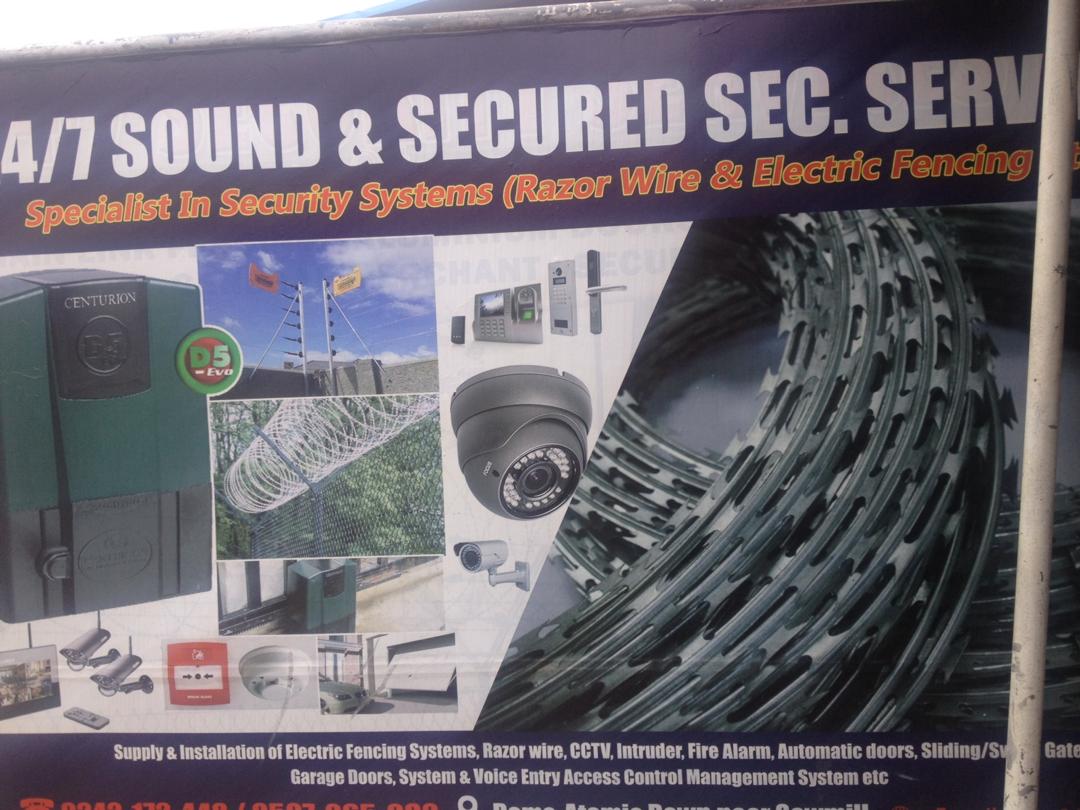 4/7 SOUND & SECURED SEC. SERV
Specialist In Security Systems (Razor Wire & Electric Fencing
CENTURION
D5
D5
-Evo
Supply & Installation of Electric Fencing Systems, Razor wire, CCTV, Intruder, Fire Alarm, Automatic doors, Sliding/Sw Gate
Garage Doors, System & Voice Entry Access Control Management System etc